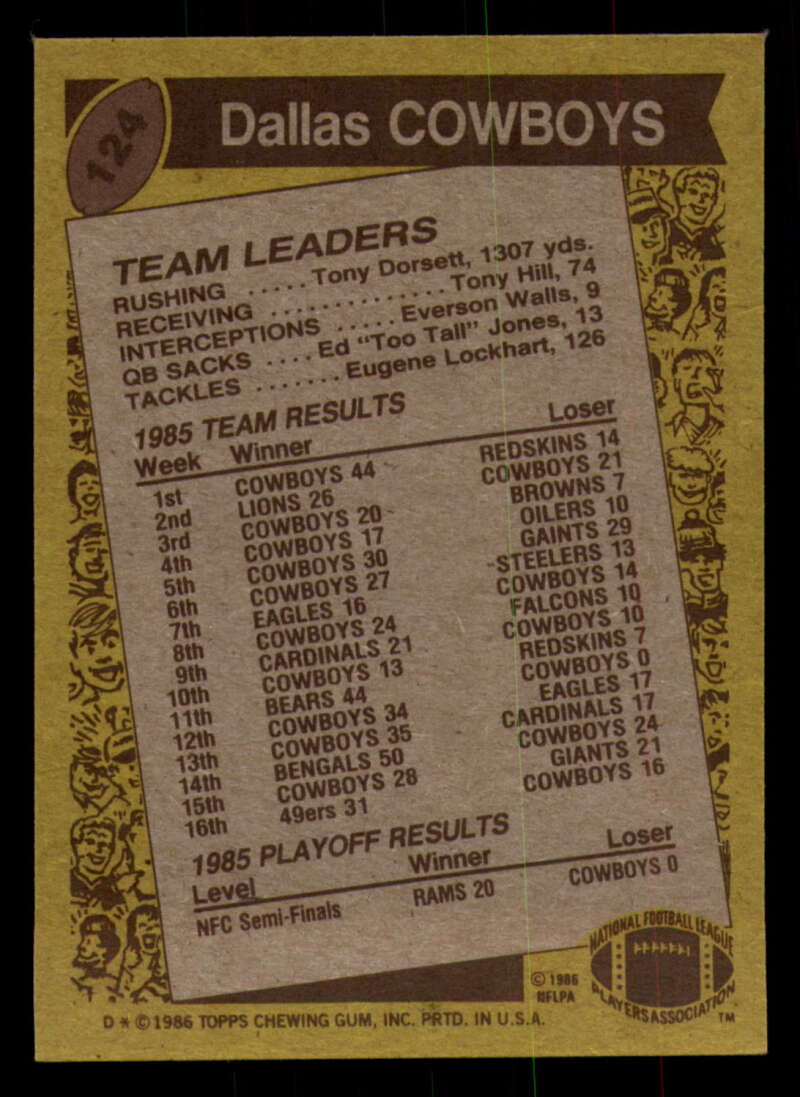 124
Dallas COWBOYS
TEAM LEADERS
RUSHING ..... Tony Dorsett, 1307 yds.
RECEIVING .............. Tony Hill, 74
INTERCEPTIONS ..... Everson Walls, 9
QB SACKS .... Ed "Too Tall" Jones, 13
TACKLES ....... Eugene Lockhart, 126
1985 TEAM RESULTS
Week Winner Loser
1st COWBOYS 44 REDSKINS 14
2nd LIONS 26 COWBOYS 21
3rd COWBOYS 20 BROWNS 7
4th COWBOYS 17 OILERS 10
5th COWBOYS 30 GAINTS 29
6th COWBOYS 27 STEELERS 13
7th EAGLES 16 COWBOYS 14
8th COWBOYS 24 FALCONS 10
9th CARDINALS 21 COWBOYS 10
10th COWBOYS 13 REDSKINS 7
11th BEARS 44 COWBOYS 0
12th COWBOYS 34 EAGLES 17
13th COWBOYS 35 CARDINALS 17
14th BENGALS 50 COWBOYS 24
15th COWBOYS 28 GIANTS 21
16th 49ers 31 COWBOYS 16
1985 PLAYOFF RESULTS
Level Winner Loser
NFC Semi-Finals RAMS 20 COWBOYS 0
NATIONAL FOOTBALL LEAGUE
PLAYERS ASSOCIATION
TM
© 1986
NFLPA
D * © 1986 TOPPS CHEWING GUM, INC. PRTD. IN U.S.A.